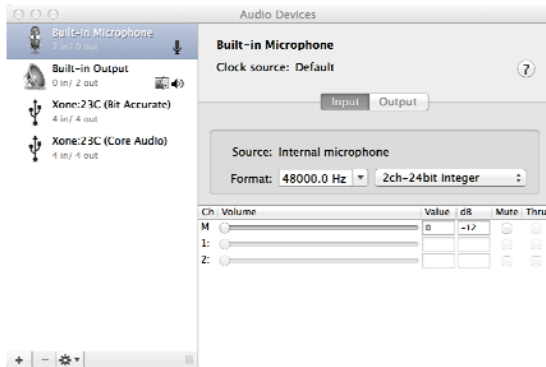 Audio Devices
Built-in Microphone
2 in/ 0 out
Built-in Output
0 in/ 2 out
Xone:23C (Bit Accurate)
4 in/ 4 out
Xone:23C (Core Audio)
4 in/ 4 out
Built-in Microphone
Clock source: Default
?
Input Output
Source: Internal microphone
Format: 48000.0 Hz 2ch-24bit Integer
Ch Volume Value dB Mute Thru
M 0 -12
1:
2: